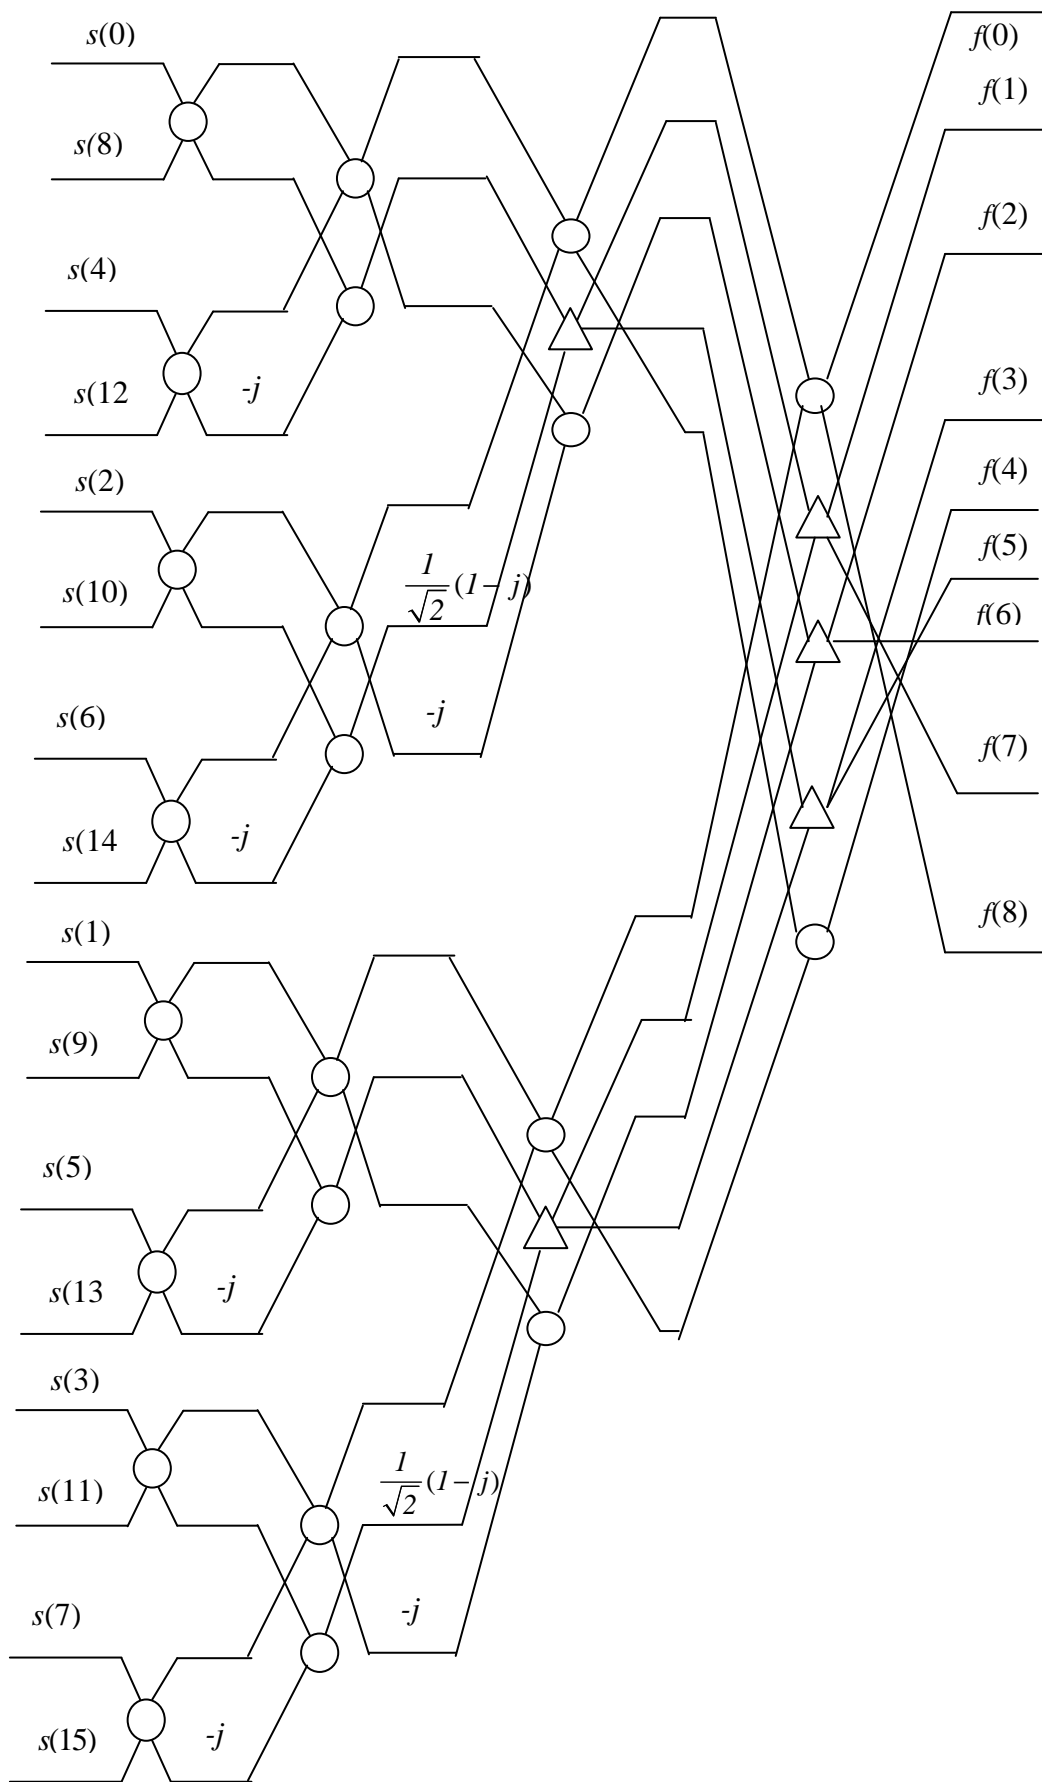 s(0)
s(8)
s(4)
s(12
-j
s(2)
s(10)
1/√2 (1 – j)
s(6)
-j
s(14
-j
s(1)
s(9)
s(5)
s(13
-j
s(3)
s(11)
1/√2 (1 – j)
s(7)
-j
s(15)
-j
f(0)
f(1)
f(2)
f(3)
f(4)
f(5)
f(6)
f(7)
f(8)